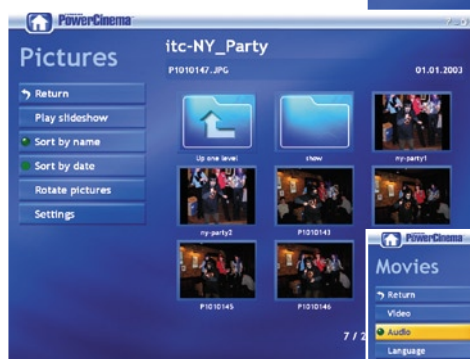 PowerCinema
Pictures
itc-NY_Party
P1010147.JPG
01.01.2003
Return
Play slideshow
Sort by name
Sort by date
Rotate pictures
Settings
Up one level
show
ny-party1
ny-party2
P1010143
P1010145
P1010146
7 / 2
PowerCinema
Movies
Return
Video
Audio
Language